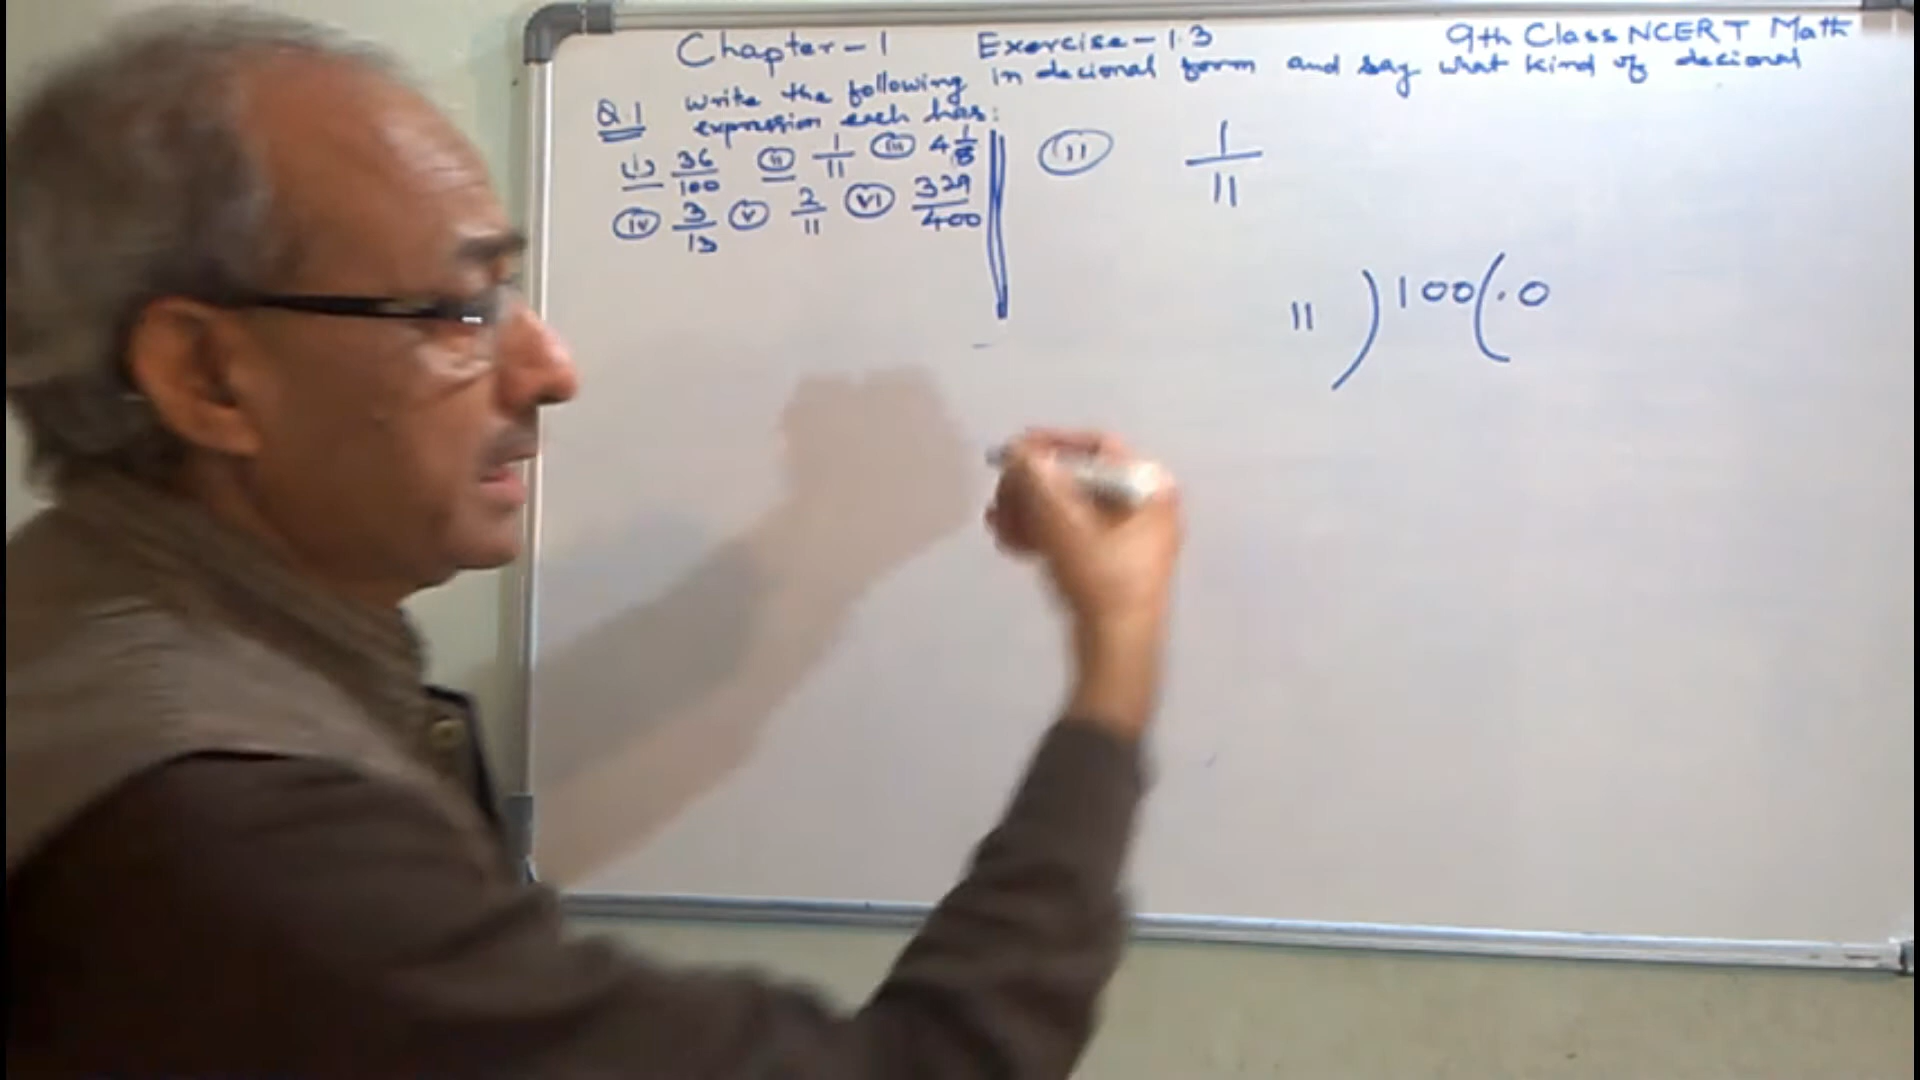 Chapter-1 Exercise-1.3 9th Class NCERT Math
Q.1 Write the following in decimal form and say what kind of decimal
expression each has:
(i) 36/100 (ii) 1/11 (iii) 4 1/8
(iv) 3/13 (v) 2/11 (vi) 329/400
(ii) 1/11
11)100(.0